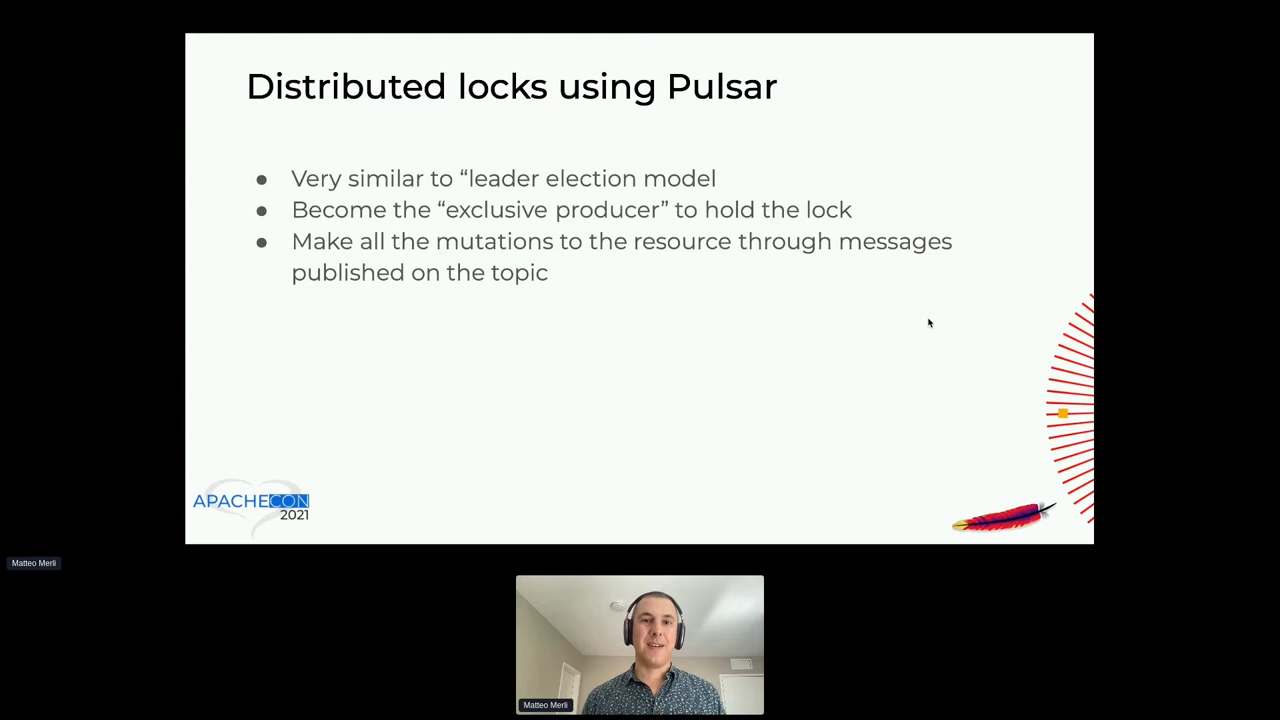 Distributed locks using Pulsar
● Very similar to “leader election model
● Become the “exclusive producer” to hold the lock
● Make all the mutations to the resource through messages
published on the topic
APACHECON
2021
Matteo Merli
Matteo Merli